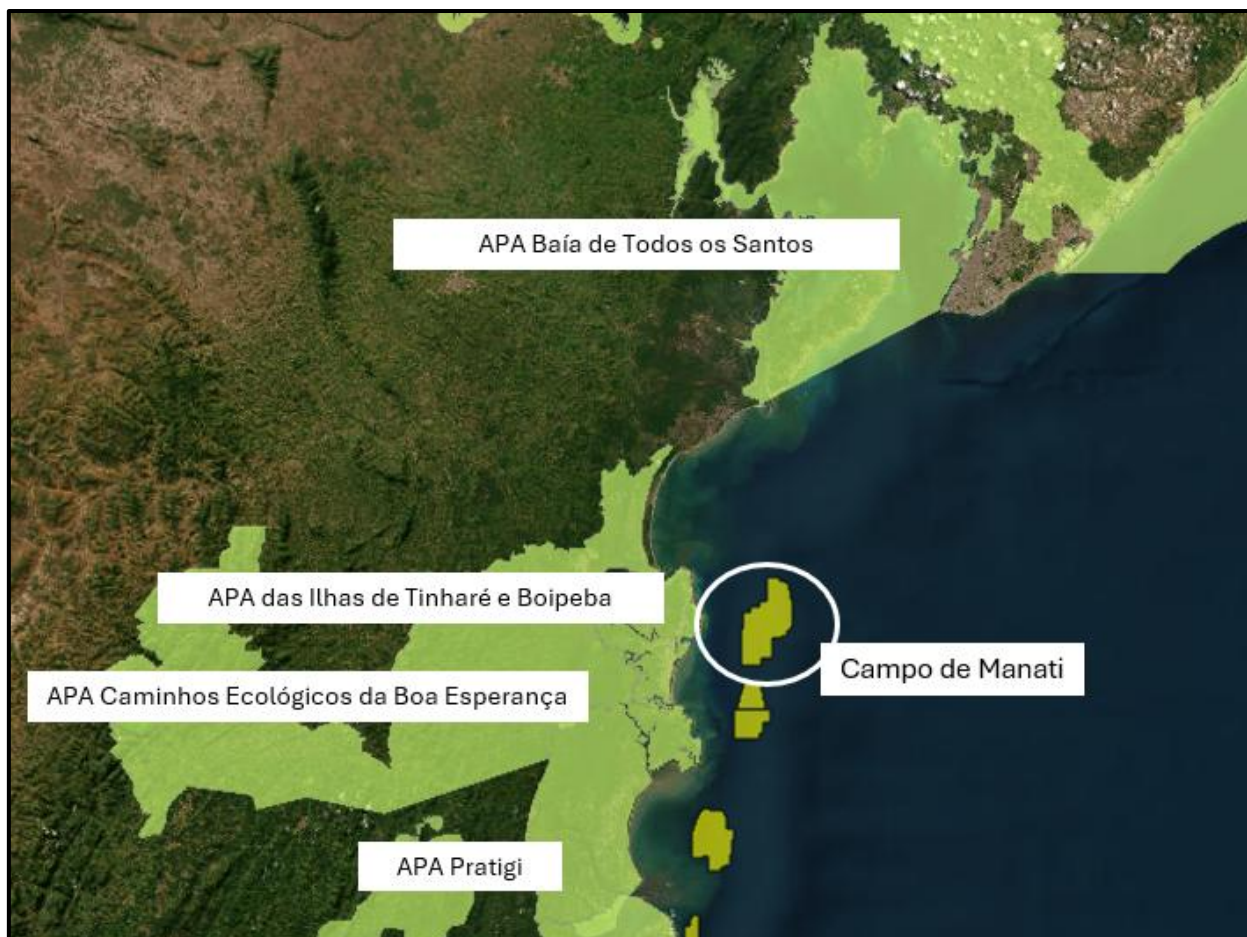 APA Baía de Todos os Santos
APA das Ilhas de Tinharé e Boipeba
Campo de Manati
APA Caminhos Ecológicos da Boa Esperança
APA Pratigi